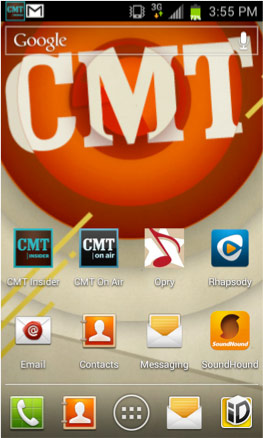 3G 3:55 PM
Google
CMT
CMT CMT
INSIDER on air
CMT Insider CMT On Air Opry Rhapsody
SoundHound
Email Contacts Messaging SoundHound
iD